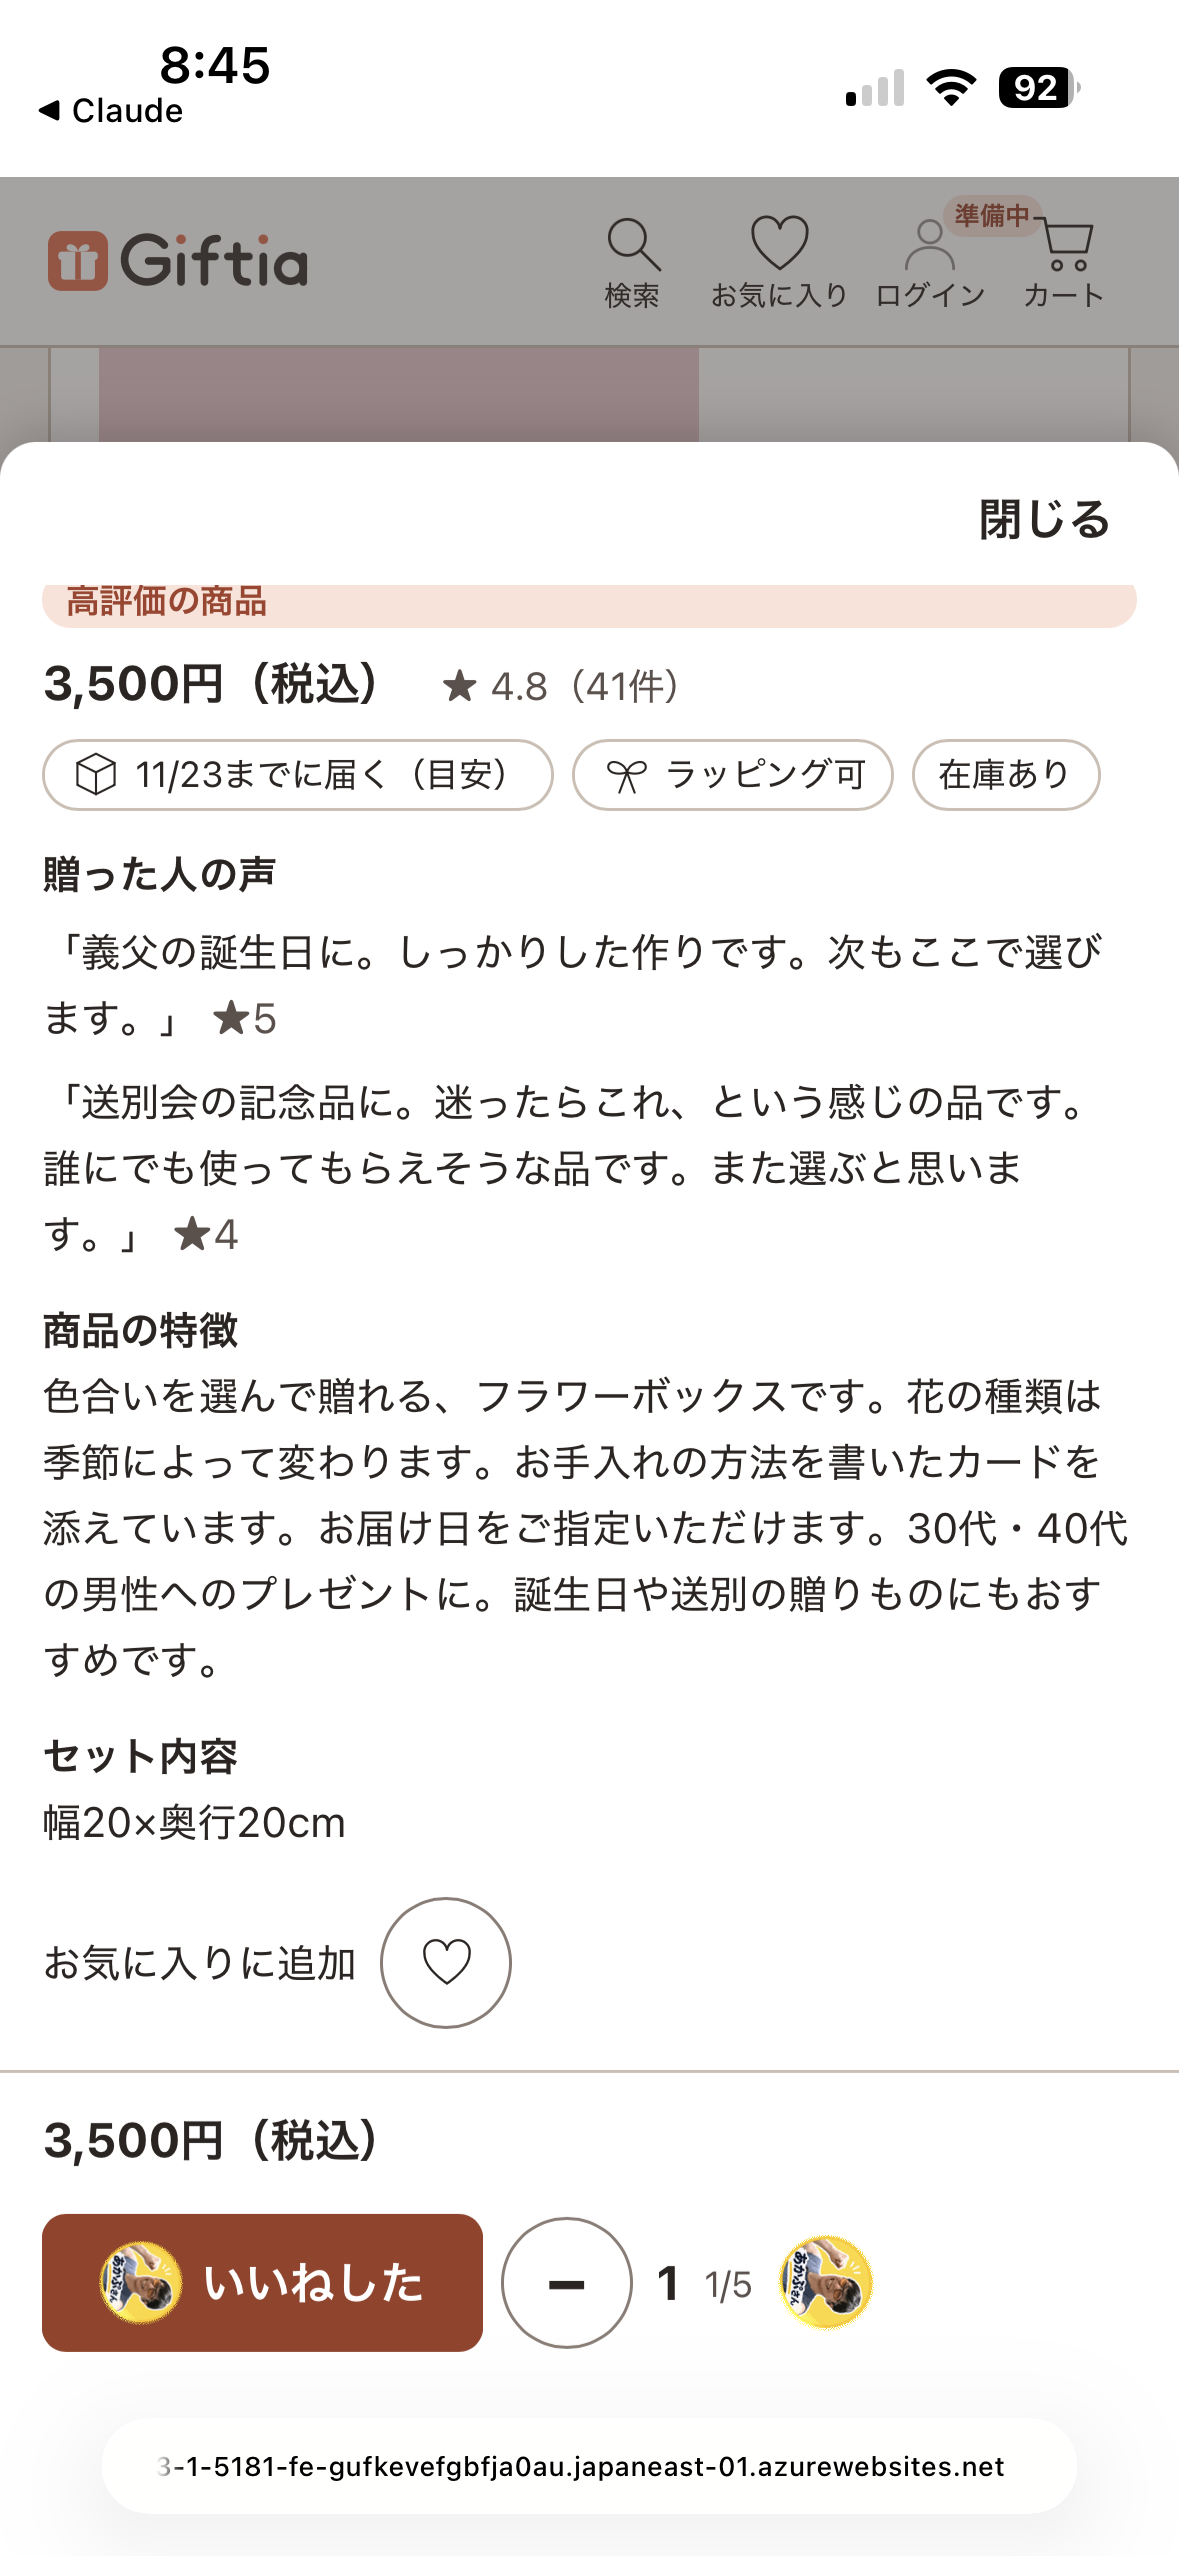 8:45
◀ Claude
92
Giftia
準備中
検索 お気に入り ログイン カート
閉じる
高評価の商品
3,500円（税込） ★ 4.8（41件）
11/23までに届く（目安） ラッピング可 在庫あり
贈った人の声
「義父の誕生日に。しっかりした作りです。次もここで選び
ます。」 ★5
「送別会の記念品に。迷ったらこれ、という感じの品です。
誰にでも使ってもらえそうな品です。また選ぶと思いま
す。」 ★4
商品の特徴
色合いを選んで贈れる、フラワーボックスです。花の種類は
季節によって変わります。お手入れの方法を書いたカードを
添えています。お届け日をご指定いただけます。30代・40代
の男性へのプレゼントに。誕生日や送別の贈りものにもおす
すめです。
セット内容
幅20×奥行20cm
お気に入りに追加
3,500円（税込）
いいねした − 1 1/5
3-1-5181-fe-gufkevefgbfja0au.japaneast-01.azurewebsites.net